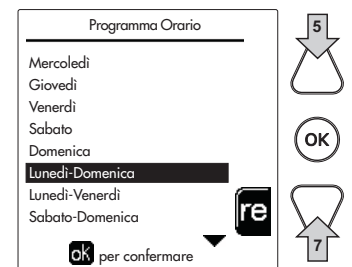 Programma Orario
Mercoledì
Giovedì
Venerdì
Sabato
Domenica
Lunedì-Domenica
Lunedì-Venerdì
Sabato-Domenica
re
ok per confermare
5
OK
7